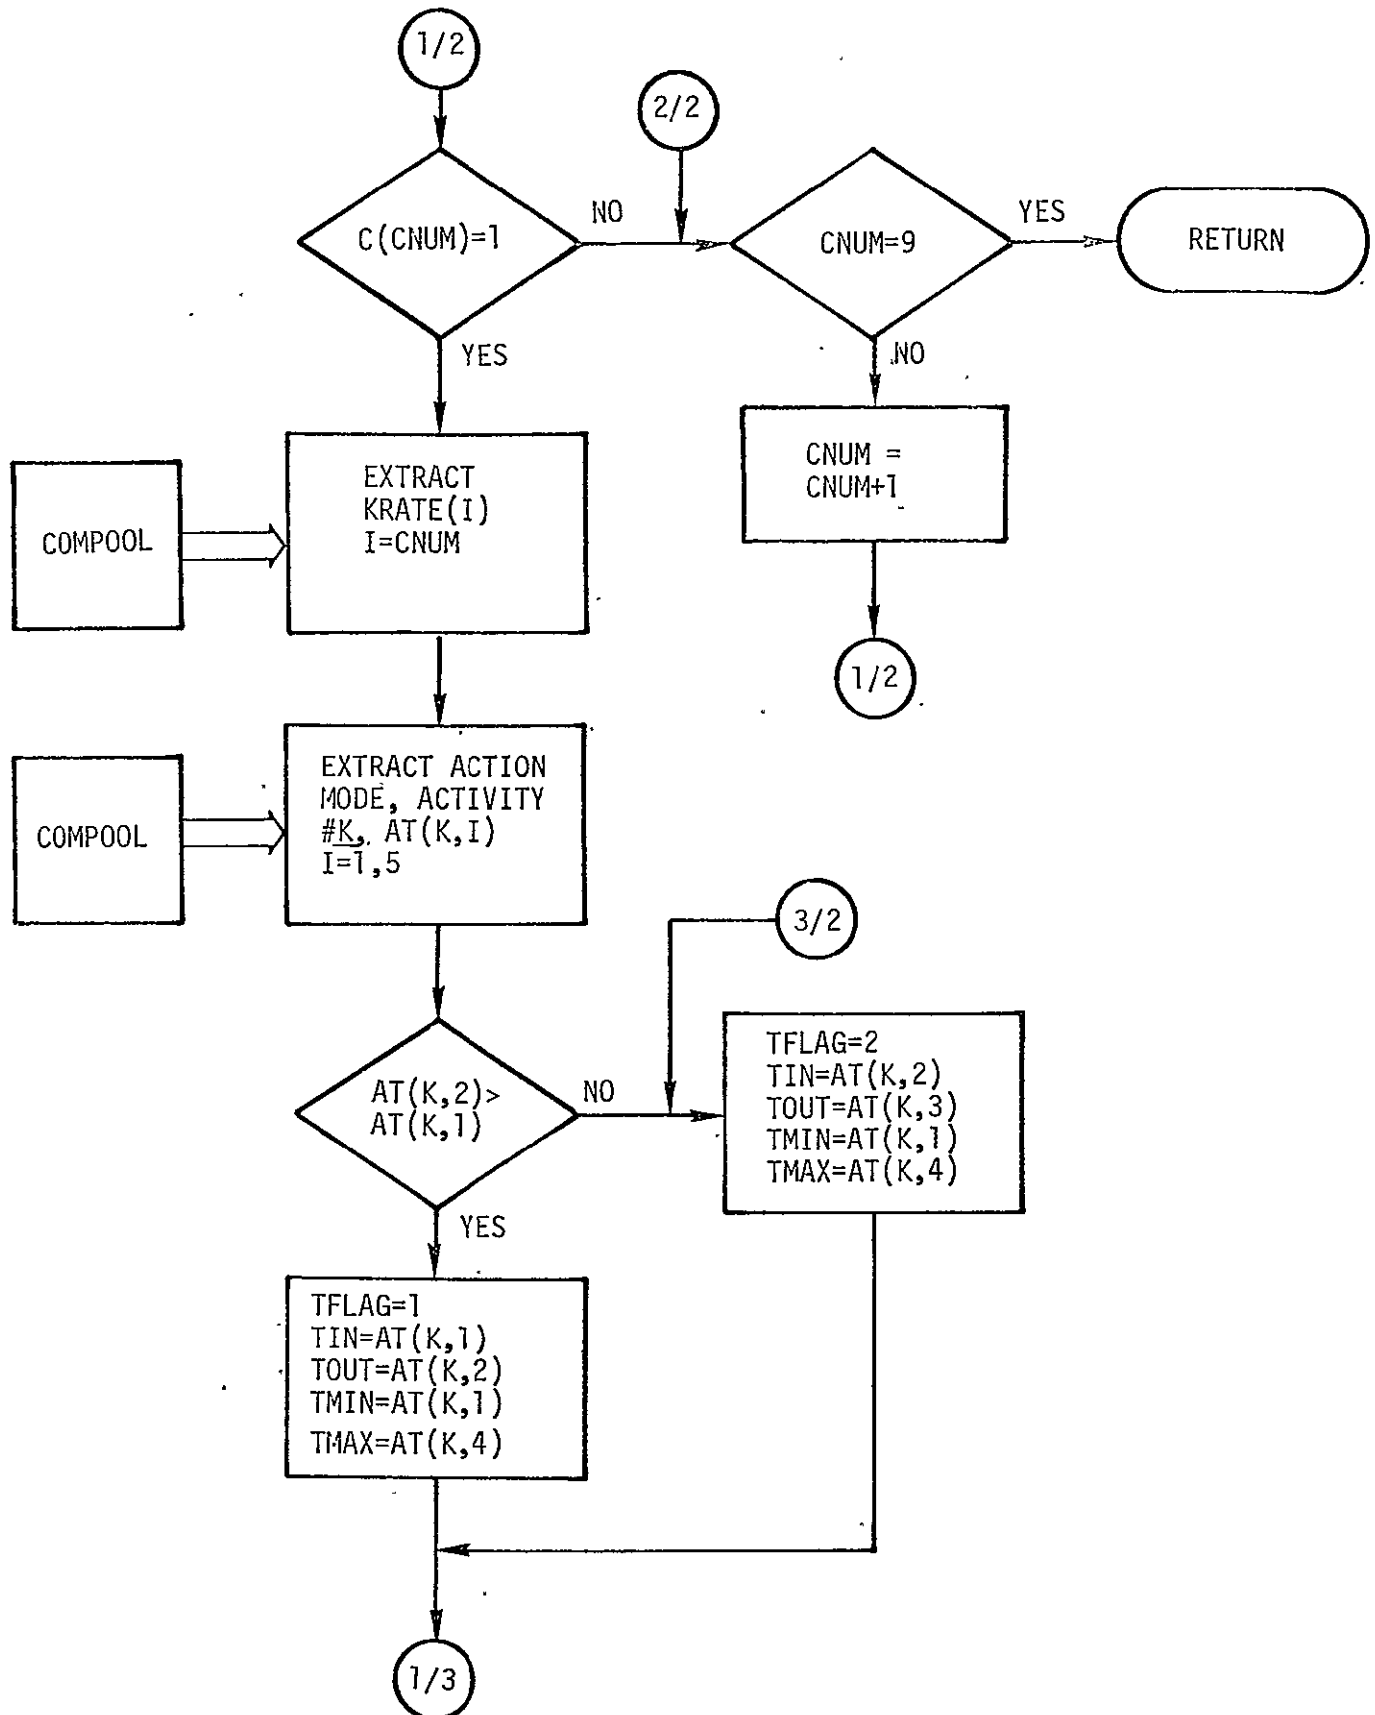 1/2
2/2
C(CNUM)=1
NO
CNUM=9
YES
RETURN
YES
NO
CNUM =
CNUM+1
COMPOOL
EXTRACT
KRATE(I)
I=CNUM
1/2
COMPOOL
EXTRACT ACTION
MODE, ACTIVITY
#K, AT(K,I)
I=1,5
3/2
AT(K,2)>
AT(K,1)
NO
TFLAG=2
TIN=AT(K,2)
TOUT=AT(K,3)
TMIN=AT(K,1)
TMAX=AT(K,4)
YES
TFLAG=1
TIN=AT(K,1)
TOUT=AT(K,2)
TMIN=AT(K,1)
TMAX=AT(K,4)
1/3